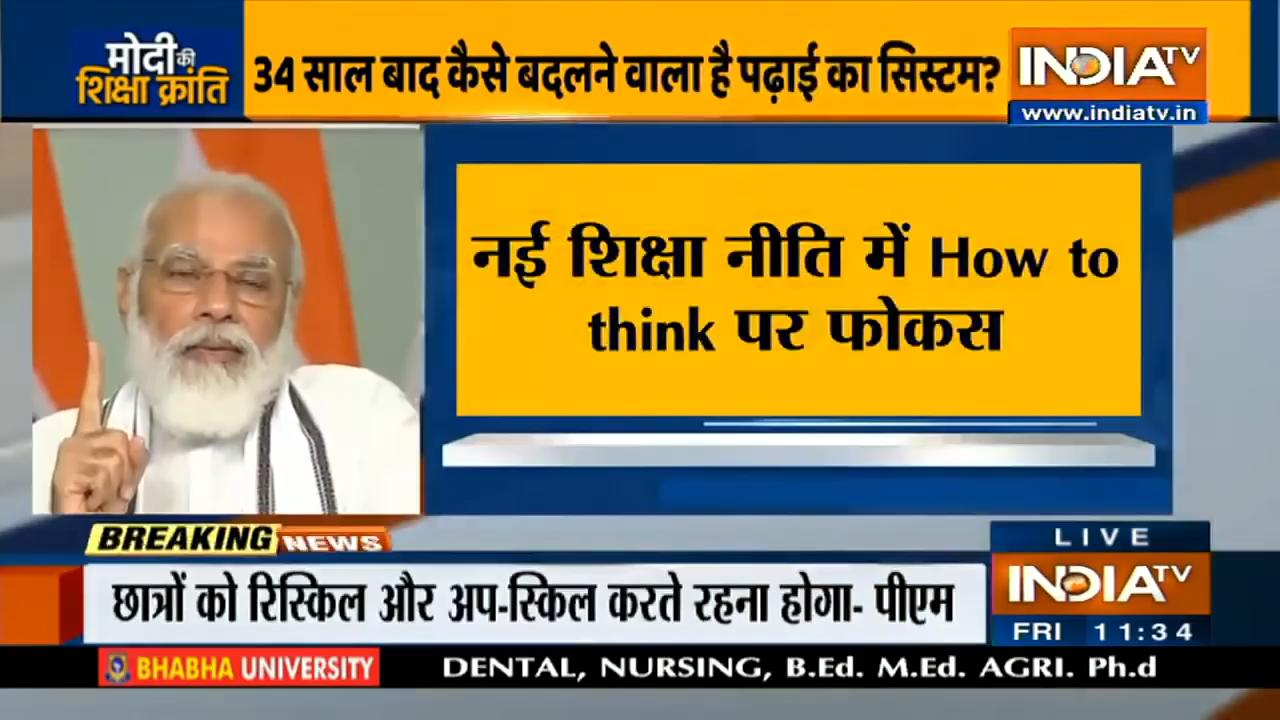 मोदी की
शिक्षा क्रांति
34 साल बाद कैसे बदलने वाला है पढ़ाई का सिस्टम?
INDIA TV
www.indiatv.in
नई शिक्षा नीति में How to
think पर फोकस
BREAKING NEWS
छात्रों को रिस्किल और अप-स्किल करते रहना होगा- पीएम
LIVE
INDIA TV
FRI 11:34
BHABHA UNIVERSITY
DENTAL, NURSING, B.Ed. M.Ed. AGRI. Ph.d